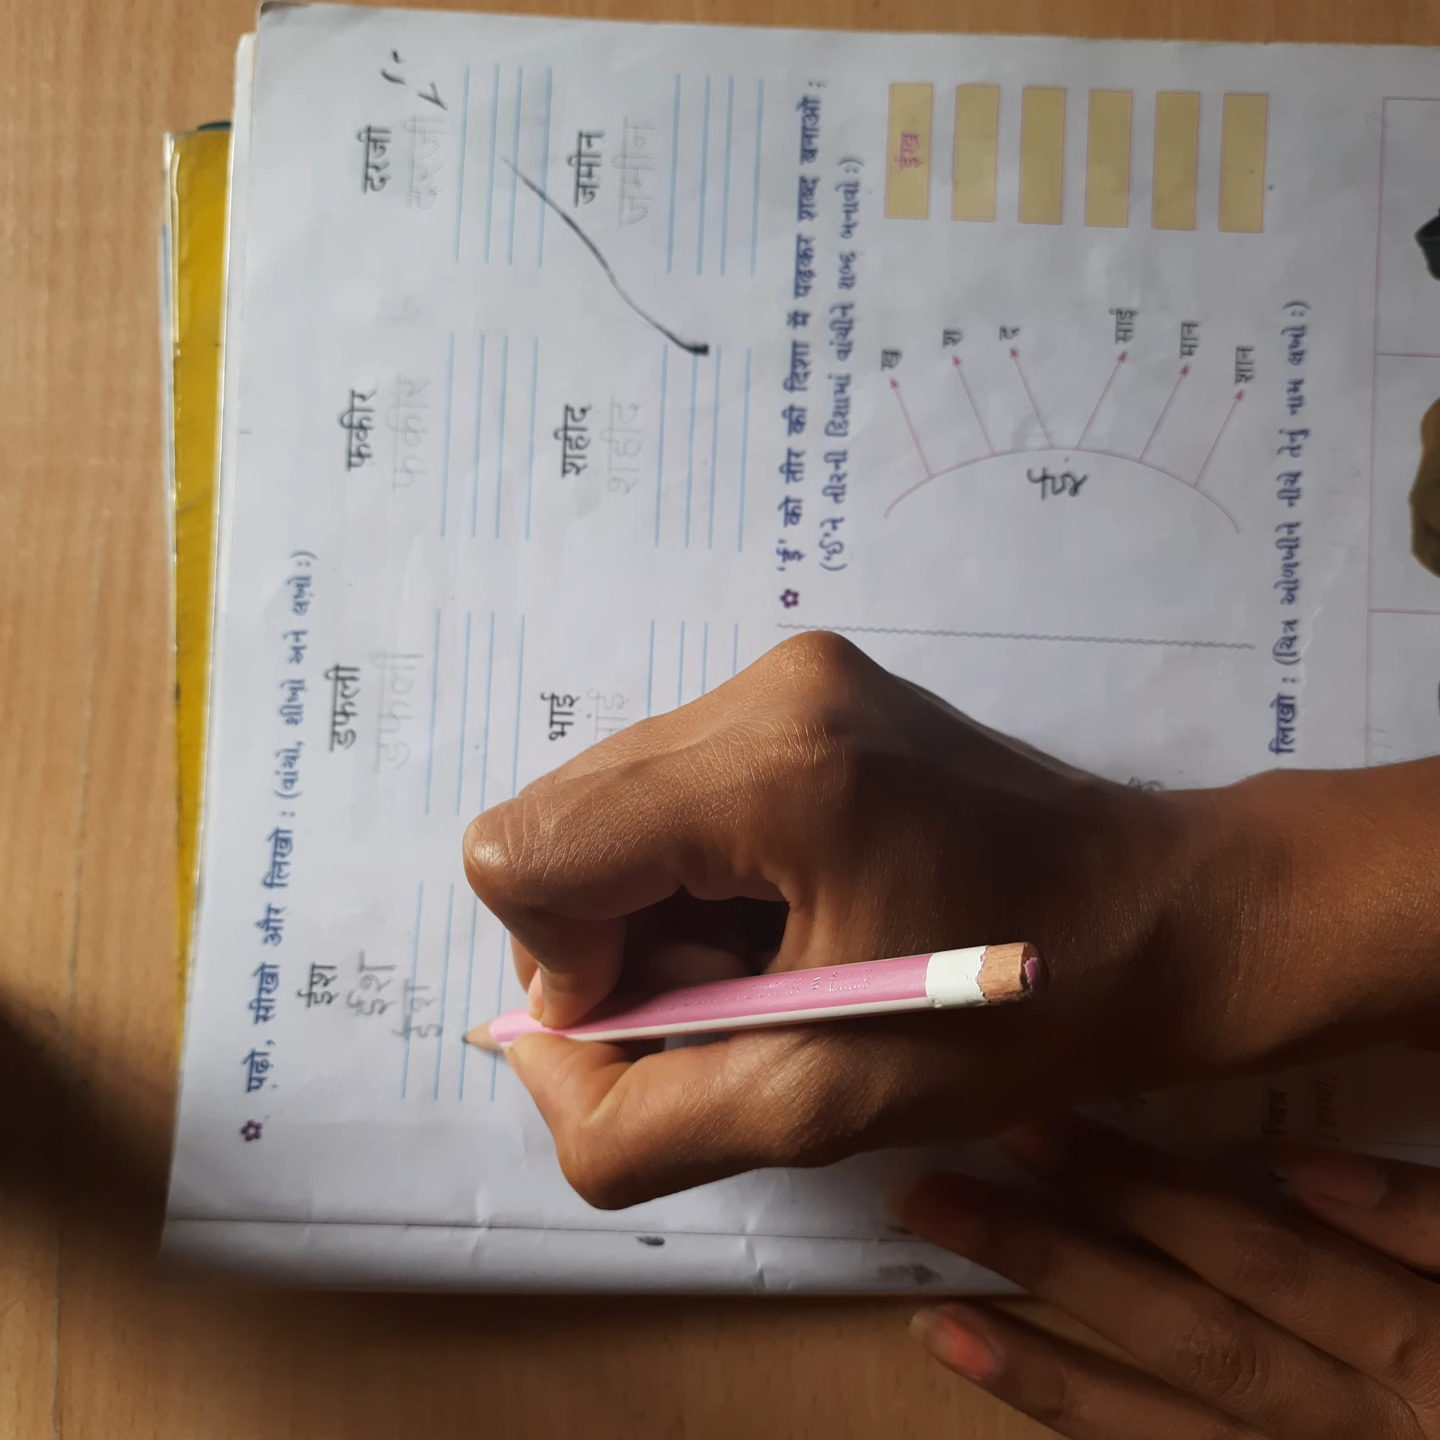 पढ़ो, सीखो और लिखो : (વાંચો, શીખો અને લખો :)
ईश डफली फकीर दरजी
ईश डफली फकीर दरजी
ईश
भाई शहीद जमीन
शहीद जमीन
'ई' को तीर की दिशा में पढ़कर शब्द बनाओ :
('ઈ'ને તીરની દિશામાં વાંચીને શબ્દ બનાવો :)
ई
ख ईख
श
द
साई
मान
शान
लिखो : (ચિત્ર ઓળખીને નીચે તેનું નામ લખો :)